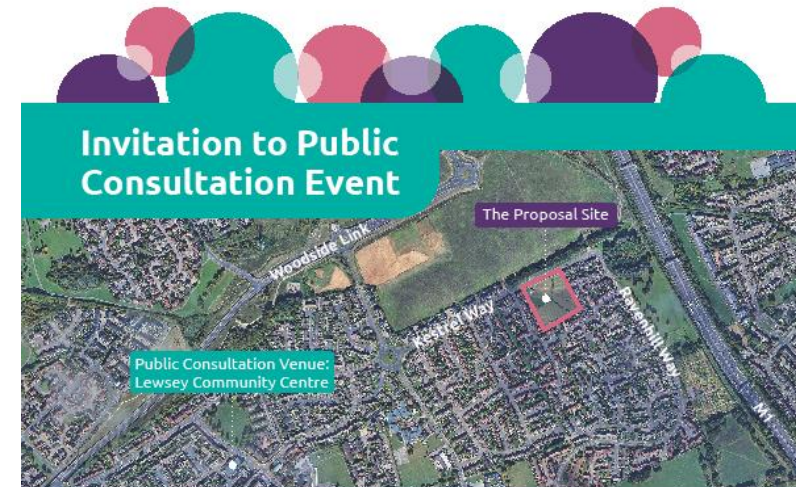 Invitation to Public
Consultation Event
The Proposal Site
Woodside Link
Kestrel Way
Ravenhill Way
Public Consultation Venue:
Lewsey Community Centre
M1